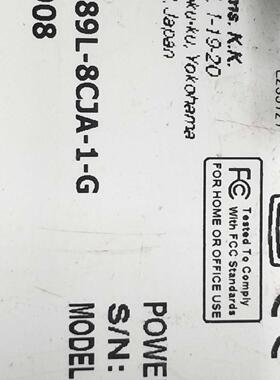 ns. K.K.
1-19-20
ku-ku, Yokohama
, Japan
FC
Tested To Comply
With FCC Standards
FOR HOME OR OFFICE USE
POWE
S/N:
89L-8CJA-1-G
MODEL
008